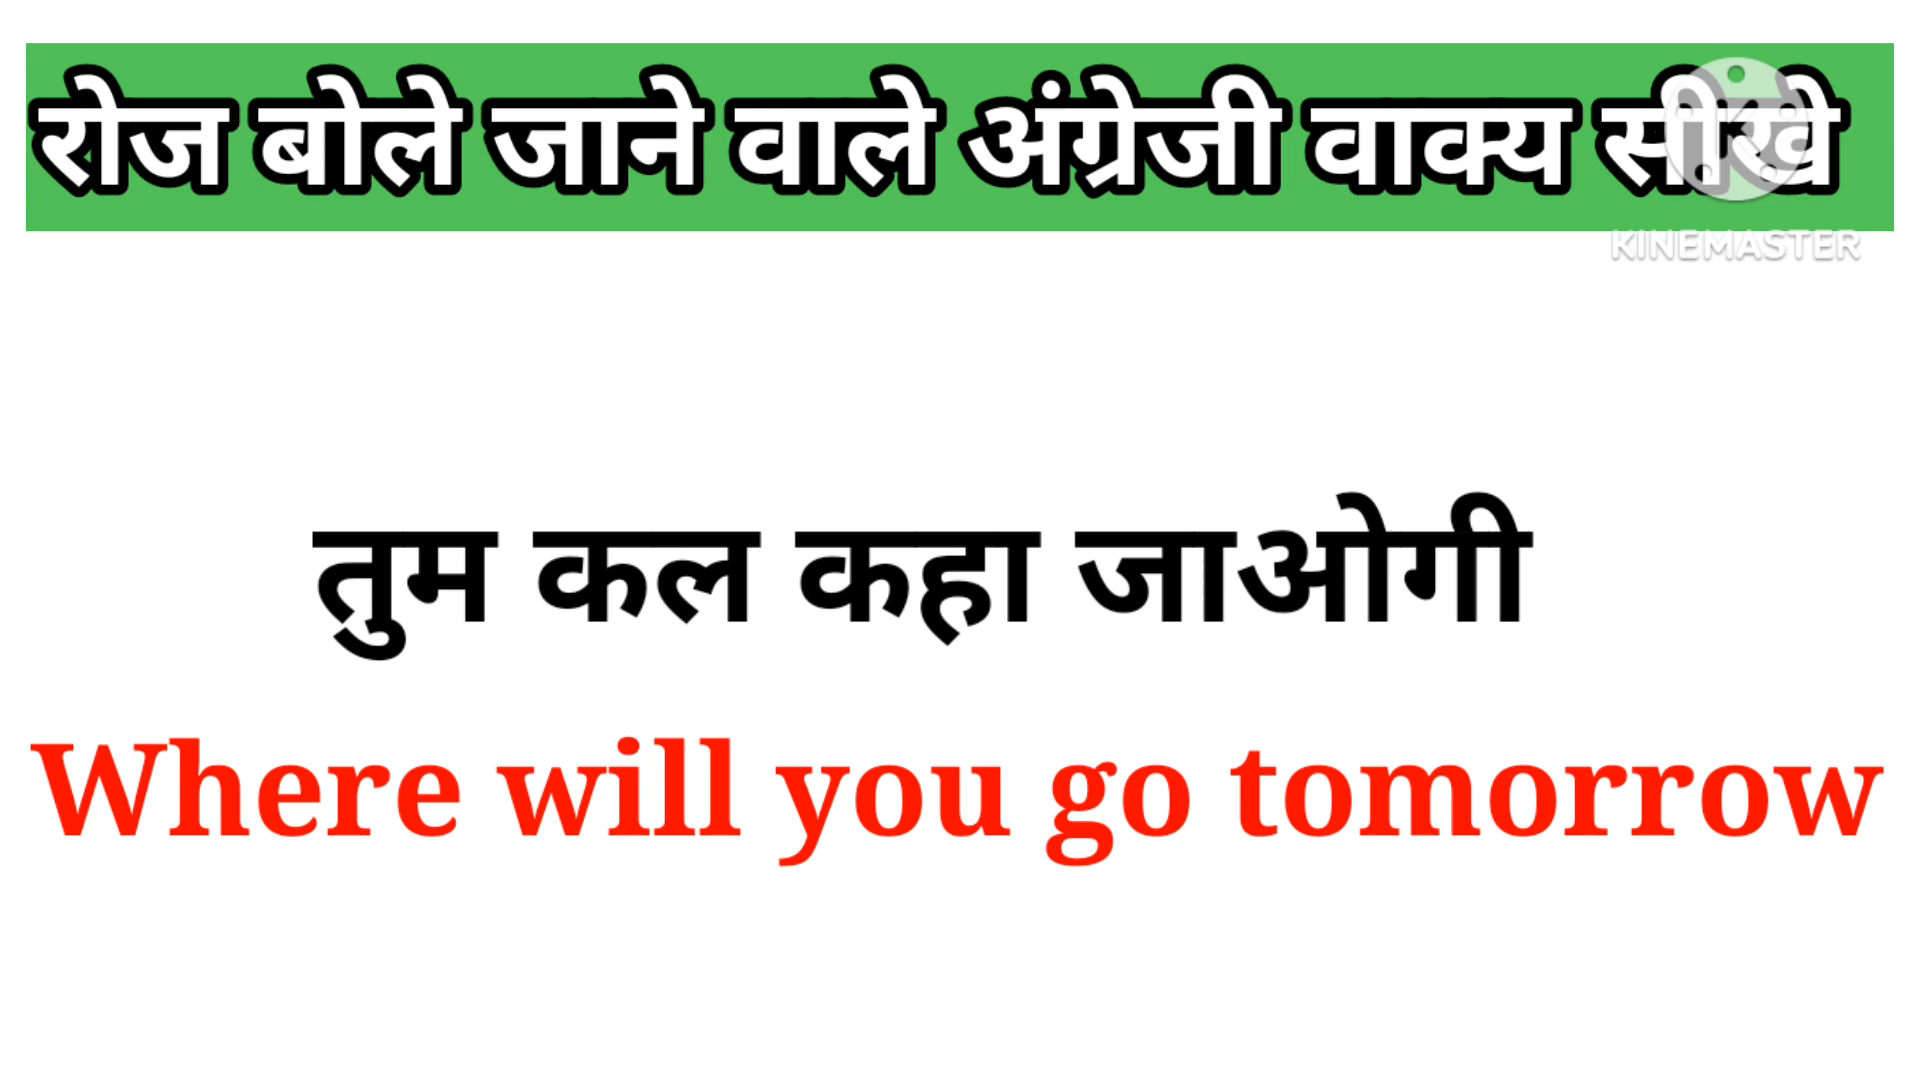 रोज बोले जाने वाले अंग्रेजी वाक्य सीखे
KINEMASTER
तुम कल कहा जाओगी
Where will you go tomorrow